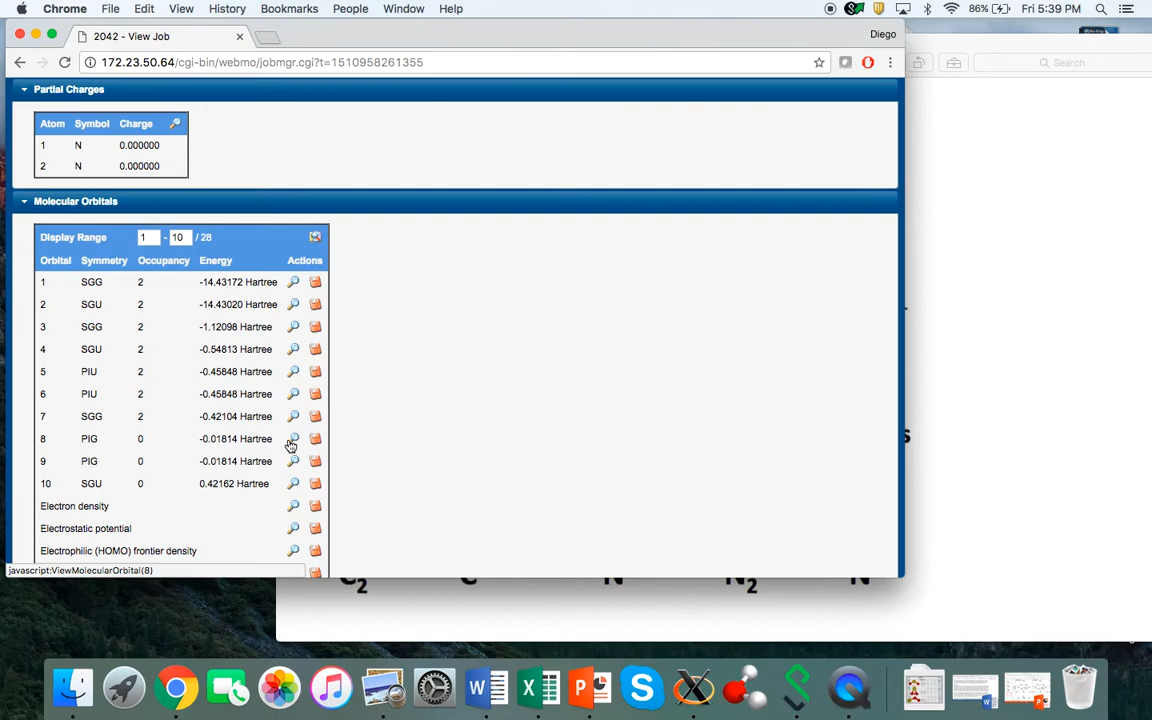 Chrome File Edit View History Bookmarks People Window Help 86% Fri 5:39 PM
2042 - View Job
Diego
172.23.50.64/cgi-bin/webmo/jobmgr.cgi?t=1510958261355
Search
Partial Charges
Atom Symbol Charge
1 N 0.000000
2 N 0.000000
Molecular Orbitals
Display Range 1 - 10 / 28
Orbital Symmetry Occupancy Energy Actions
1 SGG 2 -14.43172 Hartree
2 SGU 2 -14.43020 Hartree
3 SGG 2 -1.12098 Hartree
4 SGU 2 -0.54813 Hartree
5 PIU 2 -0.45848 Hartree
6 PIU 2 -0.45848 Hartree
7 SGG 2 -0.42104 Hartree
8 PIG 0 -0.01814 Hartree
9 PIG 0 -0.01814 Hartree
10 SGU 0 0.42162 Hartree
Electron density
Electrostatic potential
Electrophilic (HOMO) frontier density
javascript:ViewMolecularOrbital(8)
s
C2 C N N2 N